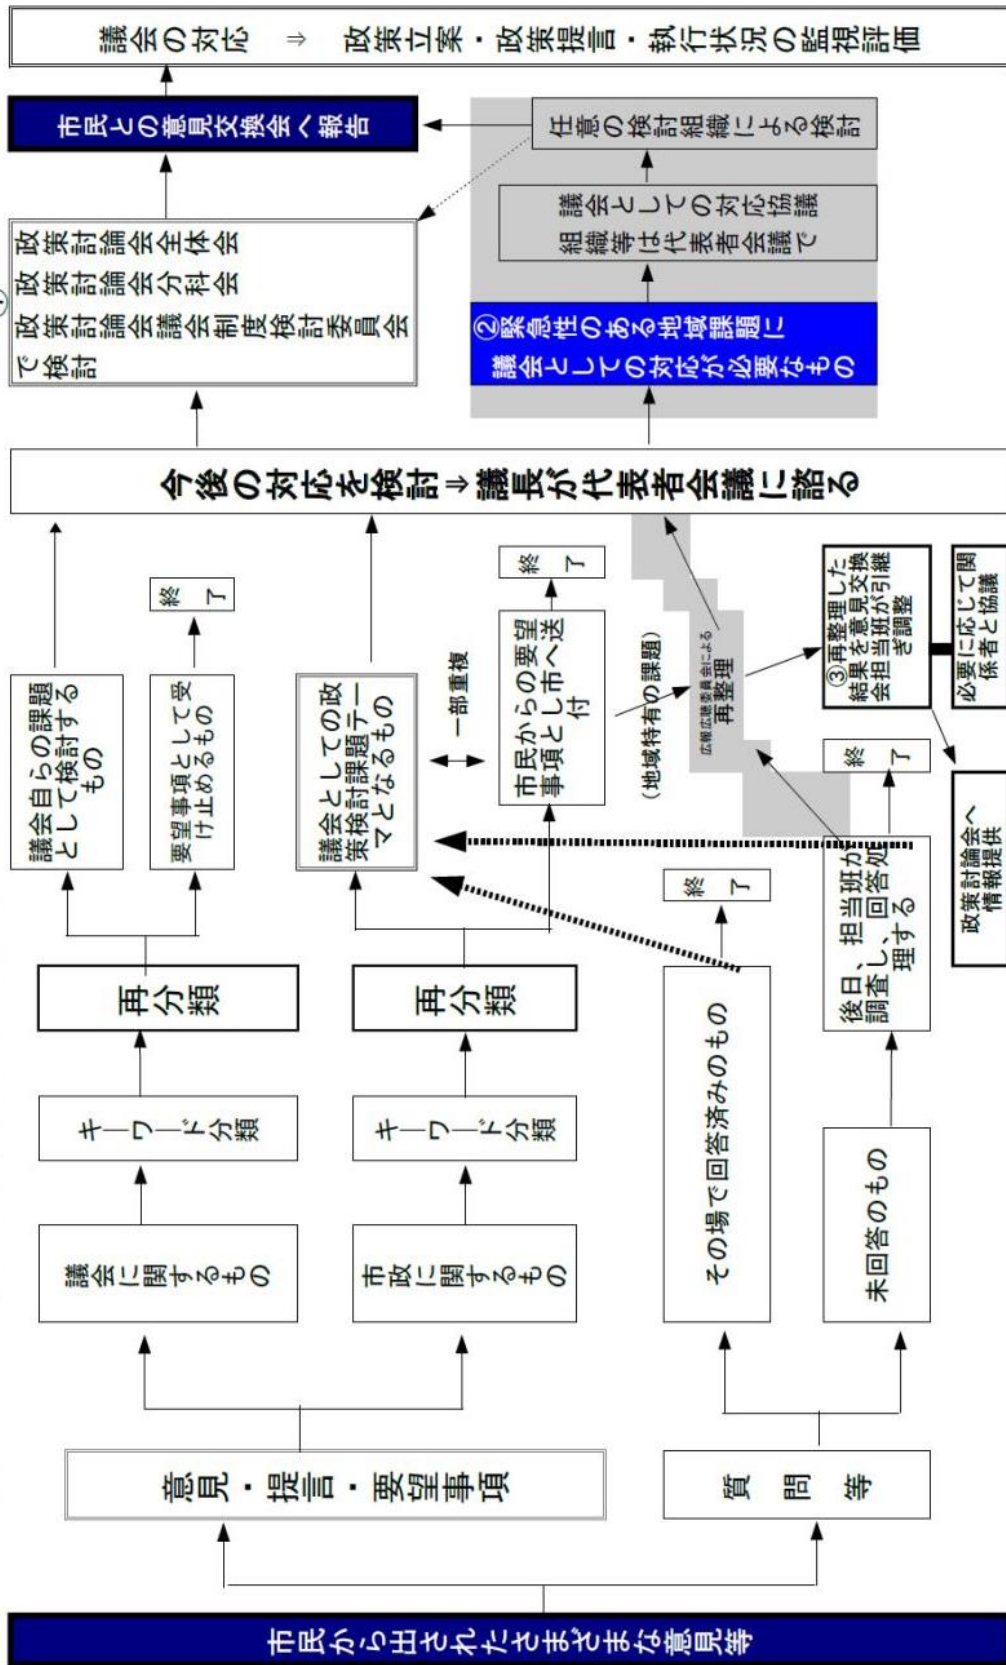 市民から出されたさまざまな意見等
意見・提言・要望事項
質問等
議会に関するもの
市政に関するもの
その場で回答済みのもの
未回答のもの
キーワード分類
キーワード分類
再分類
再分類
後日、担当班が
調査し、回答処
理する
議会自らの課題
として検討する
もの
要望事項として受
け止めるもの
議会としての政
策検討課題テー
マとなるもの
一部重複
市民からの要望
事項とし市へ送
付
(地域特有の課題)
終了
終了
終了
終了
広報広聴委員会による
再整理
③再整理した
結果を意見交換
会担当班が引継
ぎ調整
必要に応じて関
係者と協議
政策討論会へ
情報提供
今後の対応を検討⇒議長が代表者会議に諮る
政策討論会全体会
政策討論会分科会
政策討論会議会制度検討委員会
で検討
②緊急性のある地域課題に
議会としての対応が必要なもの
議会としての対応協議
組織等は代表者会議で
任意の検討組織による検討
市民との意見交換会へ報告
議会の対応 ⇒ 政策立案・政策提言・執行状況の監視評価